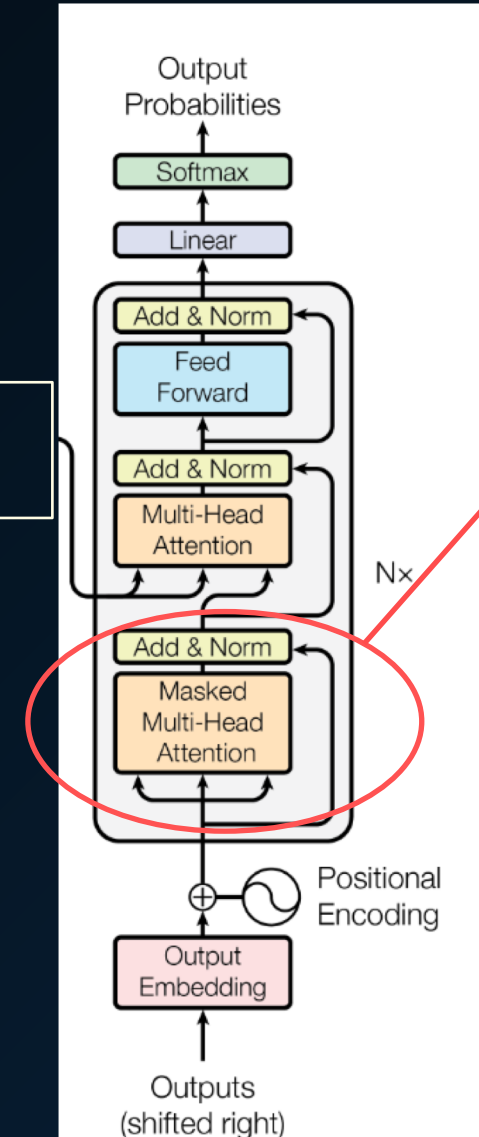 Output
Probabilities
Softmax
Linear
Add & Norm
Feed
Forward
Add & Norm
Multi-Head
Attention
N×
Add & Norm
Masked
Multi-Head
Attention
Positional
Encoding
Output
Embedding
Outputs
(shifted right)